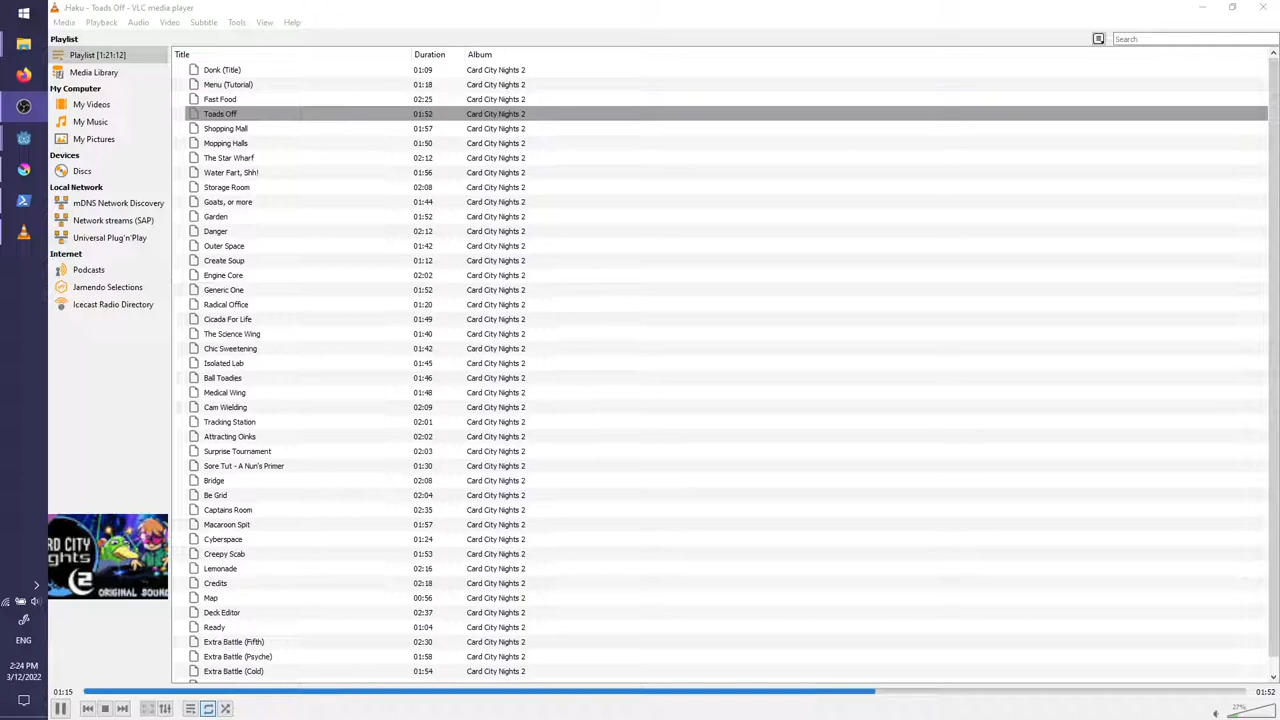 .Haku - Toads Off - VLC media player
Media Playback Audio Video Subtitle Tools View Help
Playlist
Search
Playlist [1:21:12]
Media Library
My Computer
My Videos
My Music
My Pictures
Devices
Discs
Local Network
mDNS Network Discovery
Network streams (SAP)
Universal Plug'n'Play
Internet
Podcasts
Jamendo Selections
Icecast Radio Directory
Title Duration Album
Donk (Title) 01:09 Card City Nights 2
Menu (Tutorial) 01:18 Card City Nights 2
Fast Food 02:25 Card City Nights 2
Toads Off 01:52 Card City Nights 2
Shopping Mall 01:57 Card City Nights 2
Mopping Halls 01:50 Card City Nights 2
The Star Wharf 02:12 Card City Nights 2
Water Fart, Shh! 01:56 Card City Nights 2
Storage Room 02:08 Card City Nights 2
Goats, or more 01:44 Card City Nights 2
Garden 01:52 Card City Nights 2
Danger 02:12 Card City Nights 2
Outer Space 01:42 Card City Nights 2
Create Soup 01:12 Card City Nights 2
Engine Core 02:02 Card City Nights 2
Generic One 01:52 Card City Nights 2
Radical Office 01:20 Card City Nights 2
Cicada For Life 01:49 Card City Nights 2
The Science Wing 01:40 Card City Nights 2
Chic Sweetening 01:42 Card City Nights 2
Isolated Lab 01:45 Card City Nights 2
Ball Toadies 01:46 Card City Nights 2
Medical Wing 01:48 Card City Nights 2
Cam Wielding 02:09 Card City Nights 2
Tracking Station 02:01 Card City Nights 2
Attracting Oinks 02:02 Card City Nights 2
Surprise Tournament 02:03 Card City Nights 2
Sore Tut - A Nun's Primer 01:30 Card City Nights 2
Bridge 02:08 Card City Nights 2
Be Grid 02:04 Card City Nights 2
Captains Room 02:35 Card City Nights 2
Macaroon Spit 01:57 Card City Nights 2
Cyberspace 01:24 Card City Nights 2
Creepy Scab 01:53 Card City Nights 2
Lemonade 02:16 Card City Nights 2
Credits 02:18 Card City Nights 2
Map 00:56 Card City Nights 2
Deck Editor 02:37 Card City Nights 2
Ready 01:04 Card City Nights 2
Extra Battle (Fifth) 02:30 Card City Nights 2
Extra Battle (Psyche) 01:58 Card City Nights 2
Extra Battle (Cold) 01:54 Card City Nights 2
RD CITY
ghts
2
ORIGINAL SOUN
ENG
2:24 PM
3/12/2022
01:15 01:52
27%